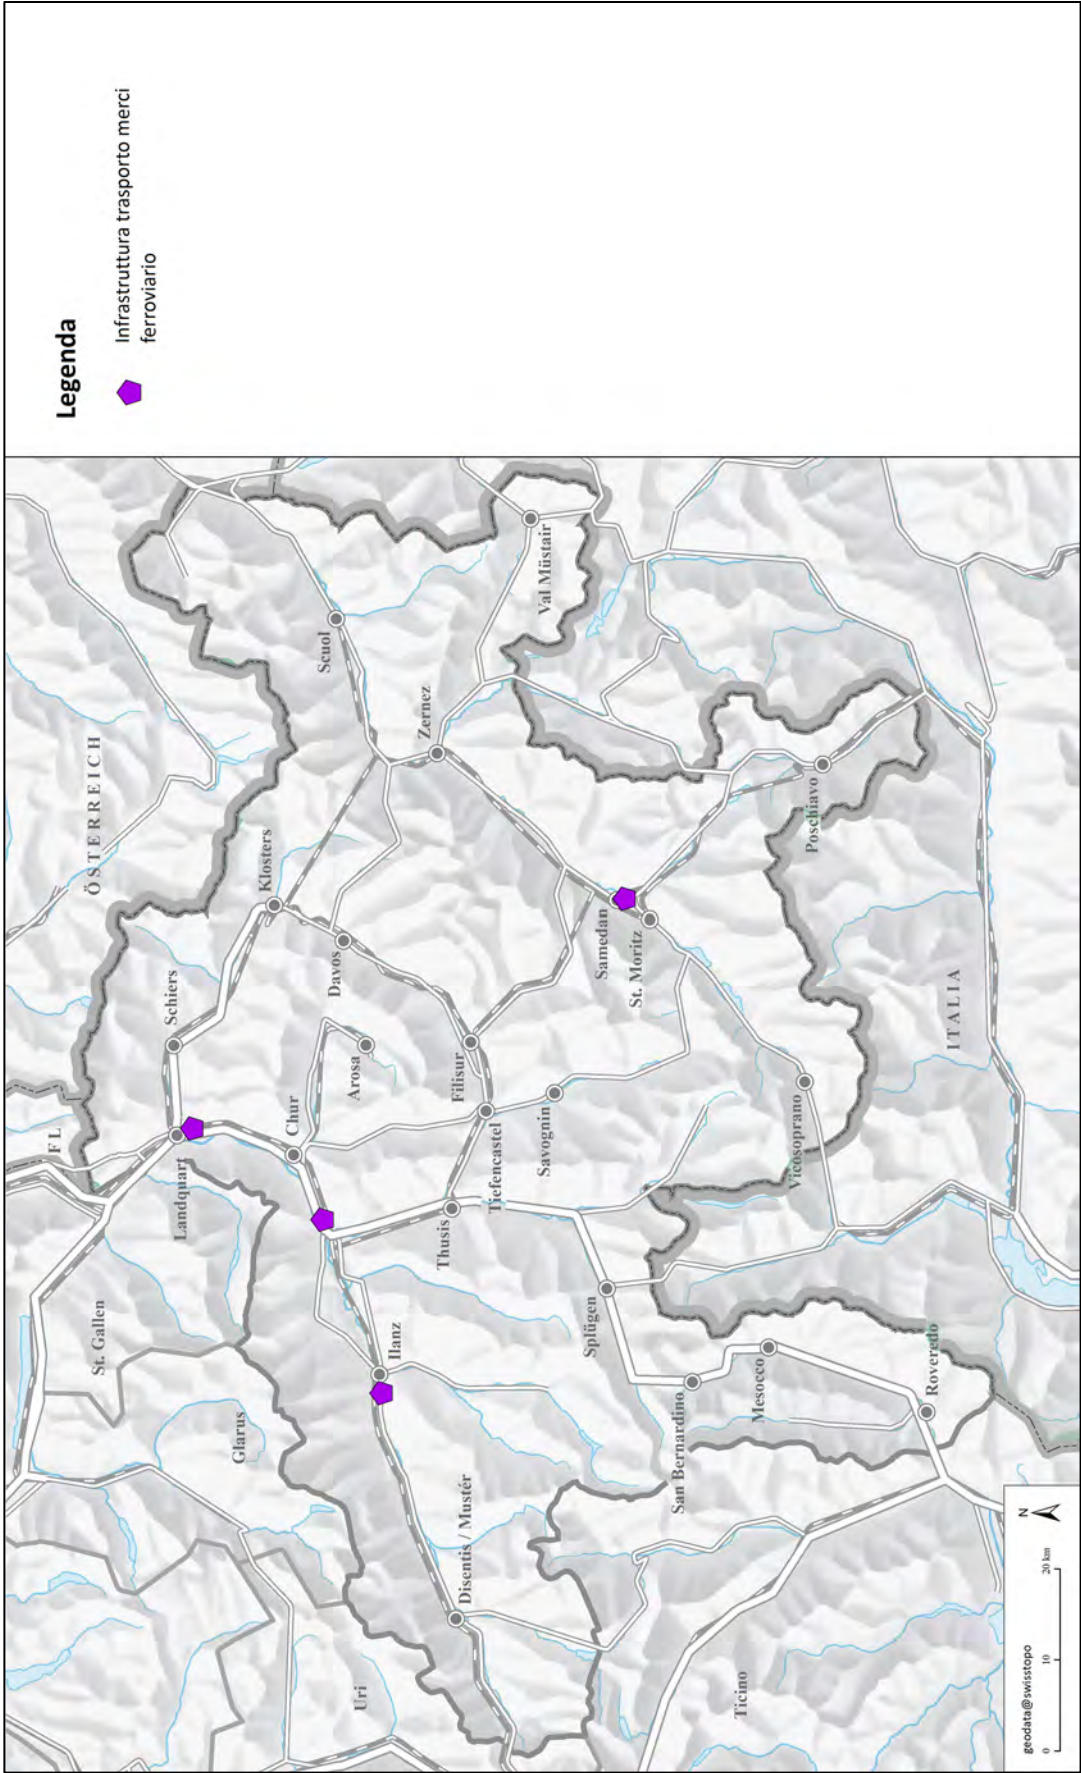 Legenda
Infrastruttura trasporto merci
ferroviario
ÖSTERREICH
FL
St. Gallen
Glarus
Uri
Ticino
ITALIA
Landquart
Schiers
Klosters
Scuol
Chur
Arosa
Davos
Zernez
Val Müstair
Ilanz
Disentis / Mustér
Thusis
Tiefencastel
Filisur
Savognin
Samedan
St. Moritz
Poschiavo
Vicosoprano
Splügen
San Bernardino
Mesocco
Roveredo
geodata@swisstopo
N
0 10 20 km